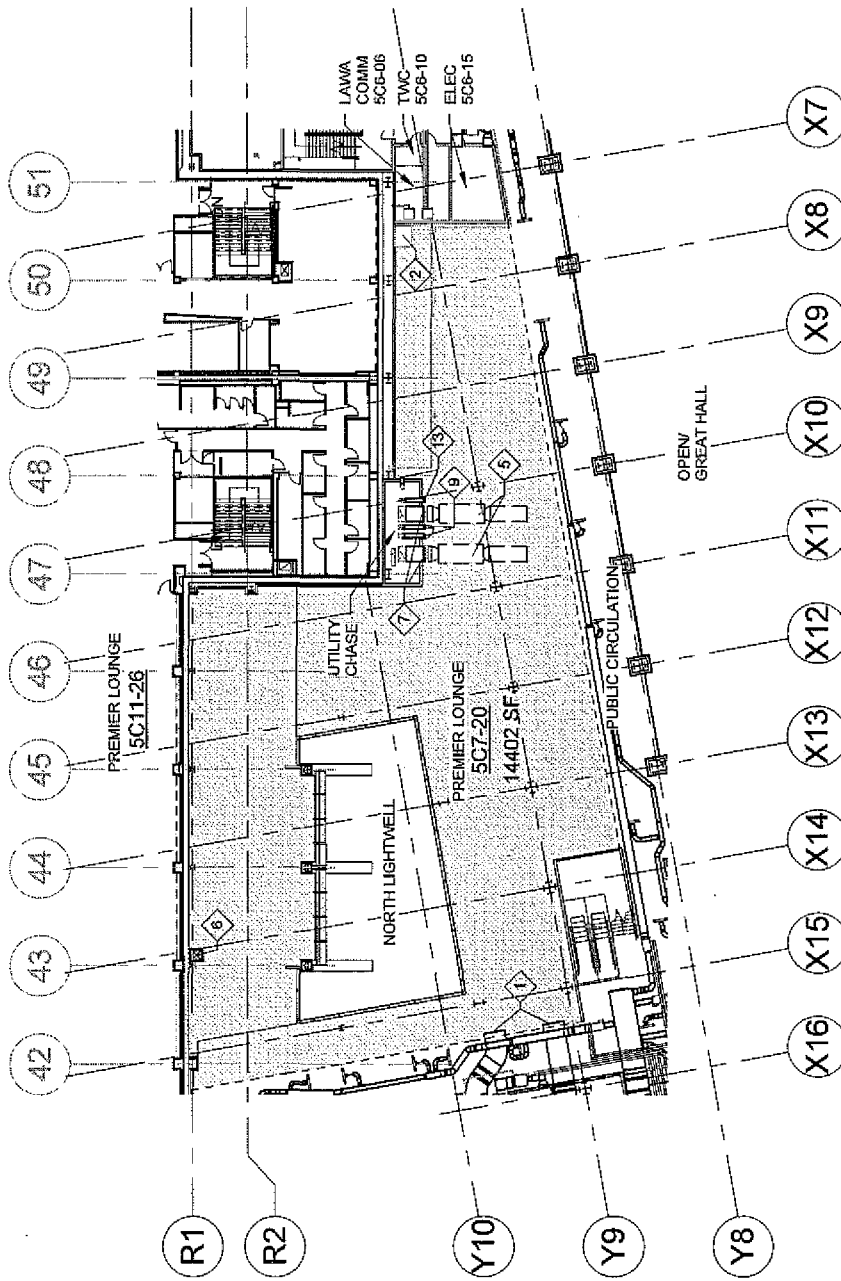 42
43
44
45
46
47
48
49
50
51
R1
R2
PREMIER LOUNGE
5C11-26
6
UTILITY
CHASE
13
2
LAWA
COMM
5C6-06
TWC
5C6-10
ELEC
5C6-15
NORTH LIGHTWELL
7
19
5
PREMIER LOUNGE
5C7-20
14402 SF
1
PUBLIC CIRCULATION
OPEN/
GREAT HALL
Y10
Y9
Y8
X16
X15
X14
X13
X12
X11
X10
X9
X8
X7